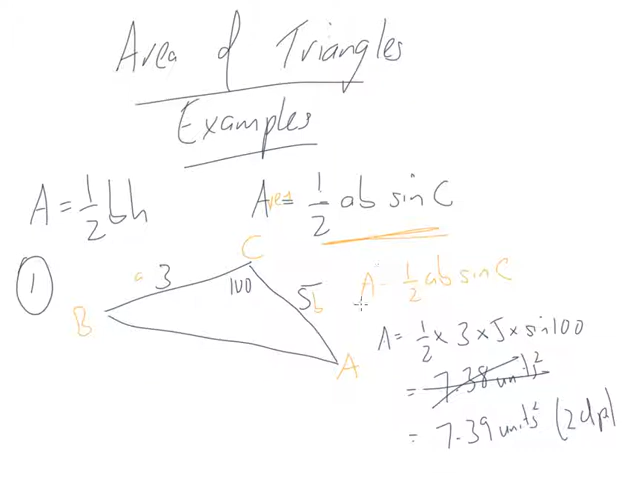 Area of Triangles
Examples
A = 1/2 bh
Area = 1/2 ab sin C
1
C
a 3
100
5 b
B
A
A = 1/2 ab sin C
A = 1/2 × 3 × 5 × sin 100
= 7.38 units²
= 7.39 units² (2dp)